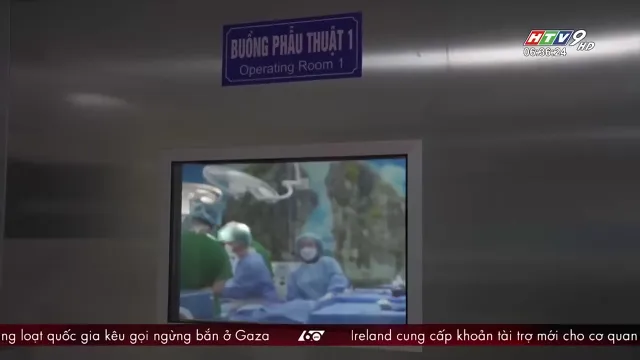 BUỒNG PHẪU THUẬT 1
Operating Room 1
HTV9 HD
06:36:24
ng loạt quốc gia kêu gọi ngừng bắn ở Gaza
60
Ireland cung cấp khoản tài trợ mới cho cơ quan